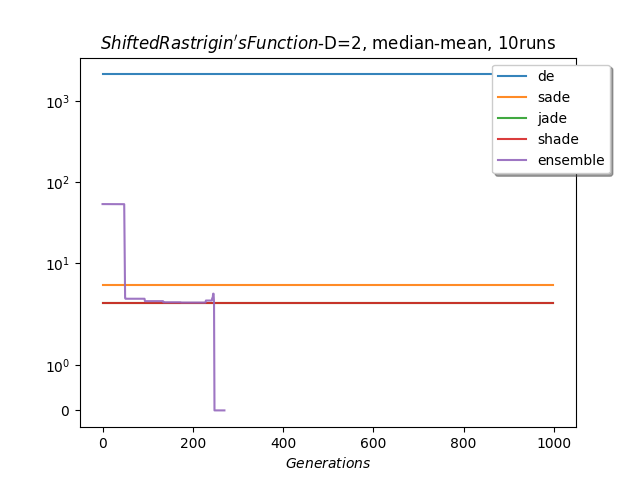 ShiftedRastrigin'sFunction-D=2, median-mean, 10runs
de
sade
jade
shade
ensemble
10³
10²
10¹
10⁰
0
0 200 400 600 800 1000
Generations